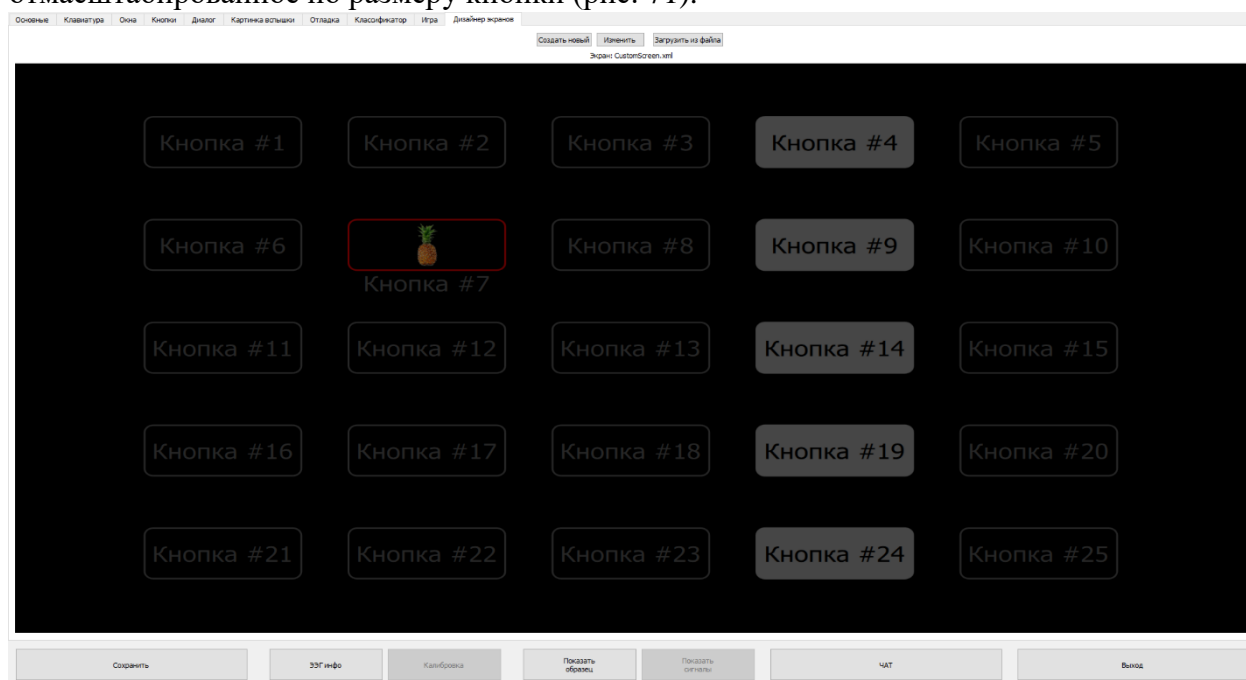 отмасштабированное по размеру кнопки (рис. 71).
Основные Клавиатура Окна Кнопки Диалог Картинка вспышки Отладка Классификатор Игра Дизайнер экранов
Создать новый Изменить Загрузить из файла
Экран: CustomScreen.xml
Кнопка #1 Кнопка #2 Кнопка #3 Кнопка #4 Кнопка #5
Кнопка #6 Кнопка #8 Кнопка #9 Кнопка #10
Кнопка #7
Кнопка #11 Кнопка #12 Кнопка #13 Кнопка #14 Кнопка #15
Кнопка #16 Кнопка #17 Кнопка #18 Кнопка #19 Кнопка #20
Кнопка #21 Кнопка #22 Кнопка #23 Кнопка #24 Кнопка #25
Сохранить ЭЭГ инфо Калибровка Показать образец Показать сигналы ЧАТ Выход